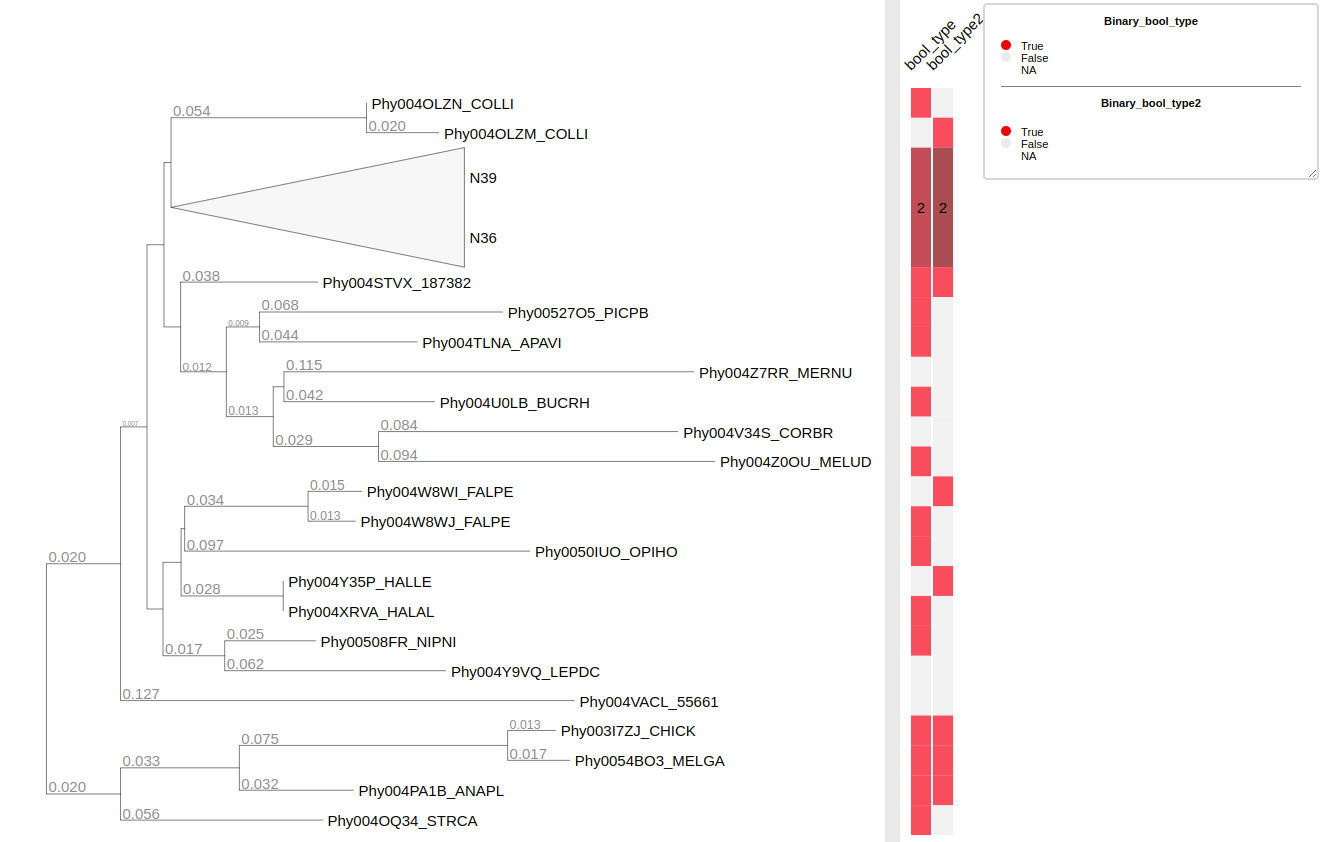 bool_type
bool_type2
Binary_bool_type
True
False
NA
Binary_bool_type2
True
False
NA
0.054
Phy004OLZN_COLLI
0.020
Phy004OLZM_COLLI
N39
2
2
N36
0.038
Phy004STVX_187382
0.068
Phy00527O5_PICPB
0.009
0.044
Phy004TLNA_APAVI
0.012
0.115
Phy004Z7RR_MERNU
0.042
Phy004U0LB_BUCRH
0.013
0.084
Phy004V34S_CORBR
0.007
0.029
0.094
Phy004Z0OU_MELUD
0.015
Phy004W8WI_FALPE
0.034
0.013
Phy004W8WJ_FALPE
0.097
Phy0050IUO_OPIHO
0.020
Phy004Y35P_HALLE
0.028
Phy004XRVA_HALAL
0.025
Phy00508FR_NIPNI
0.017
0.062
Phy004Y9VQ_LEPDC
0.127
Phy004VACL_55661
0.013
Phy003I7ZJ_CHICK
0.075
0.017
Phy0054BO3_MELGA
0.033
0.020
0.032
Phy004PA1B_ANAPL
0.056
Phy004OQ34_STRCA